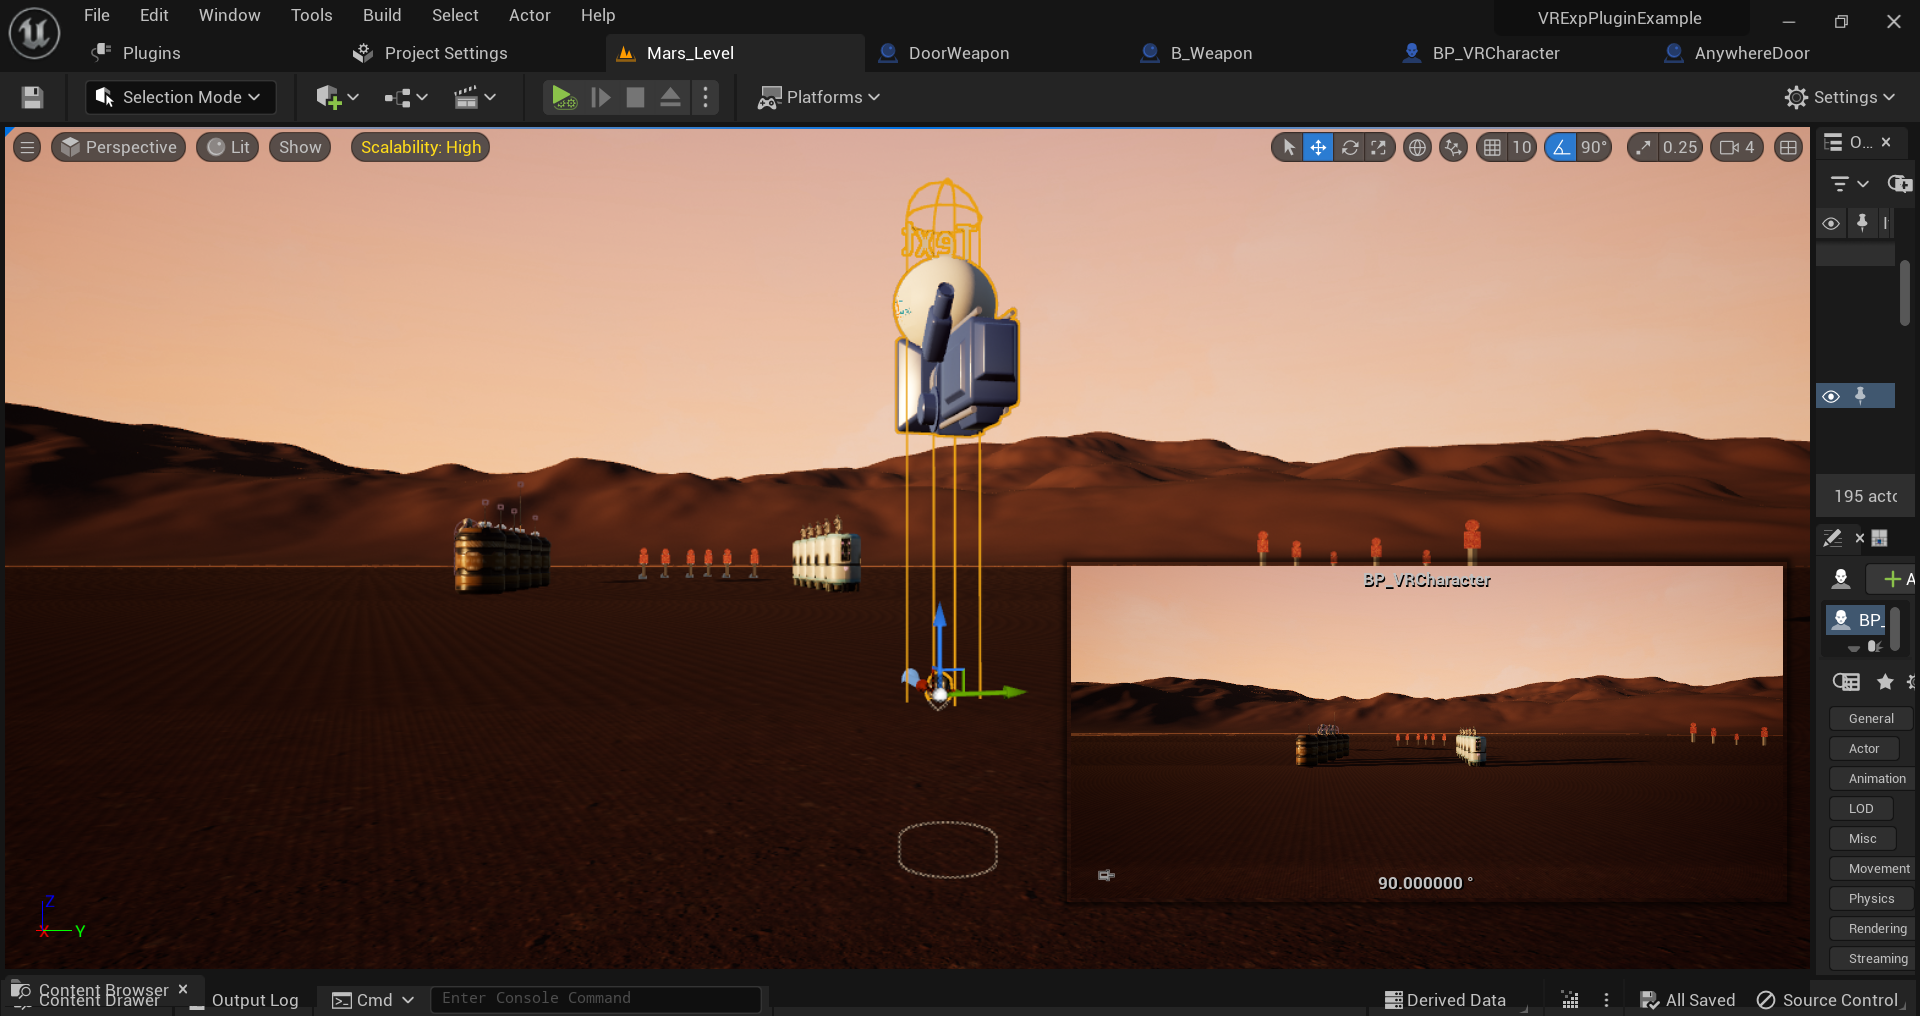 File Edit Window Tools Build Select Actor Help
VRExpPluginExample
Plugins
Project Settings
Mars_Level
DoorWeapon
B_Weapon
BP_VRCharacter
AnywhereDoor
Selection Mode
Platforms
Settings
Perspective
Lit
Show
Scalability: High
10
90°
0.25
4
O...
Text
195 acto
A
BP_
BP_VRCharacter
General
Actor
Animation
LOD
Misc
Movement
Physics
Rendering
Streaming
90.000000 °
Z
X
Y
Content Browser
Content Drawer
Output Log
Cmd
Enter Console Command
Derived Data
All Saved
Source Control